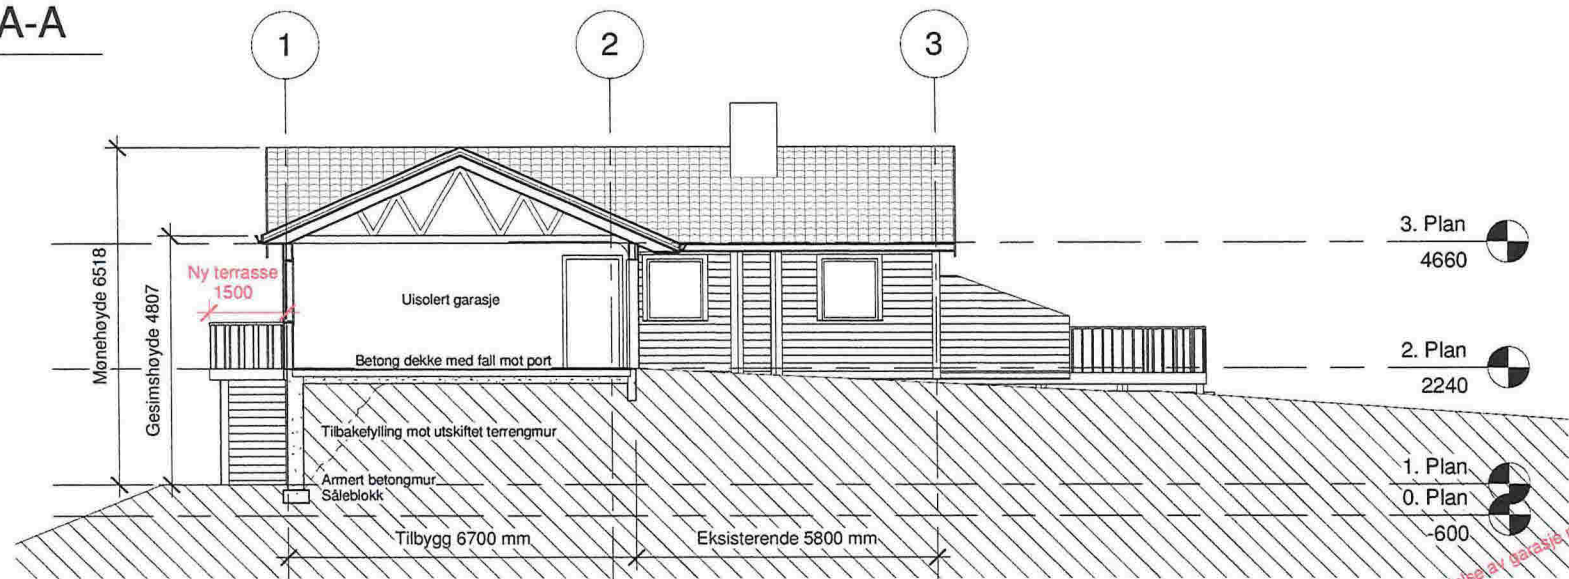 A-A
1
2
3
Mønehøyde 6518
Gesimshøyde 4807
Ny terrasse
1500
Uisolert garasje
Betong dekke med fall mot port
Tilbakefylling mot utskiftet terrengmur
Armert betongmur
Såleblokk
Tilbygg 6700 mm
Eksisterende 5800 mm
3. Plan
4660
2. Plan
2240
1. Plan
0. Plan
-600
av garasje